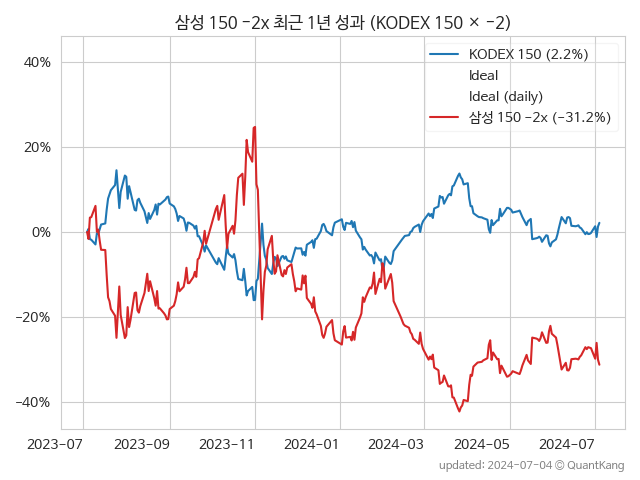 삼성 150 −2x 최근 1년 성과 (KODEX 150 × −2)
KODEX 150 (2.2%)
Ideal
Ideal (daily)
삼성 150 −2x (−31.2%)
40%
20%
0%
−20%
−40%
2023-07
2023-09
2023-11
2024-01
2024-03
2024-05
2024-07
updated: 2024-07-04 © QuantKang